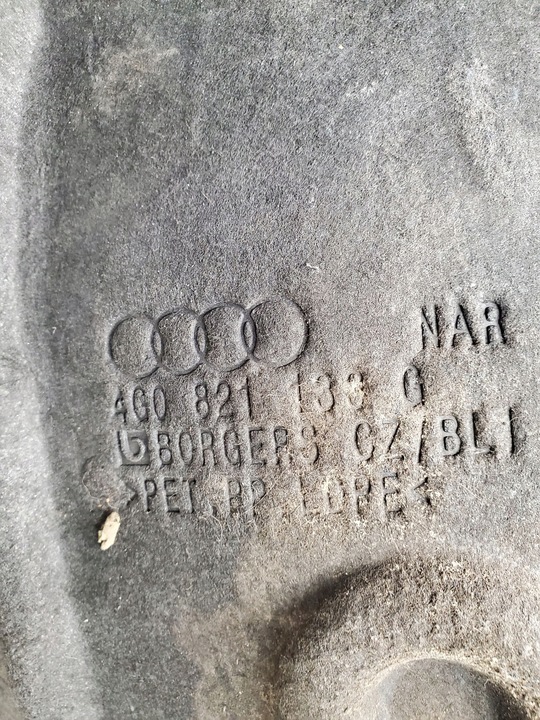 NAR
4G0 821 133 G
BORGERS CZ/BL1
>PET,PP,LDPE<